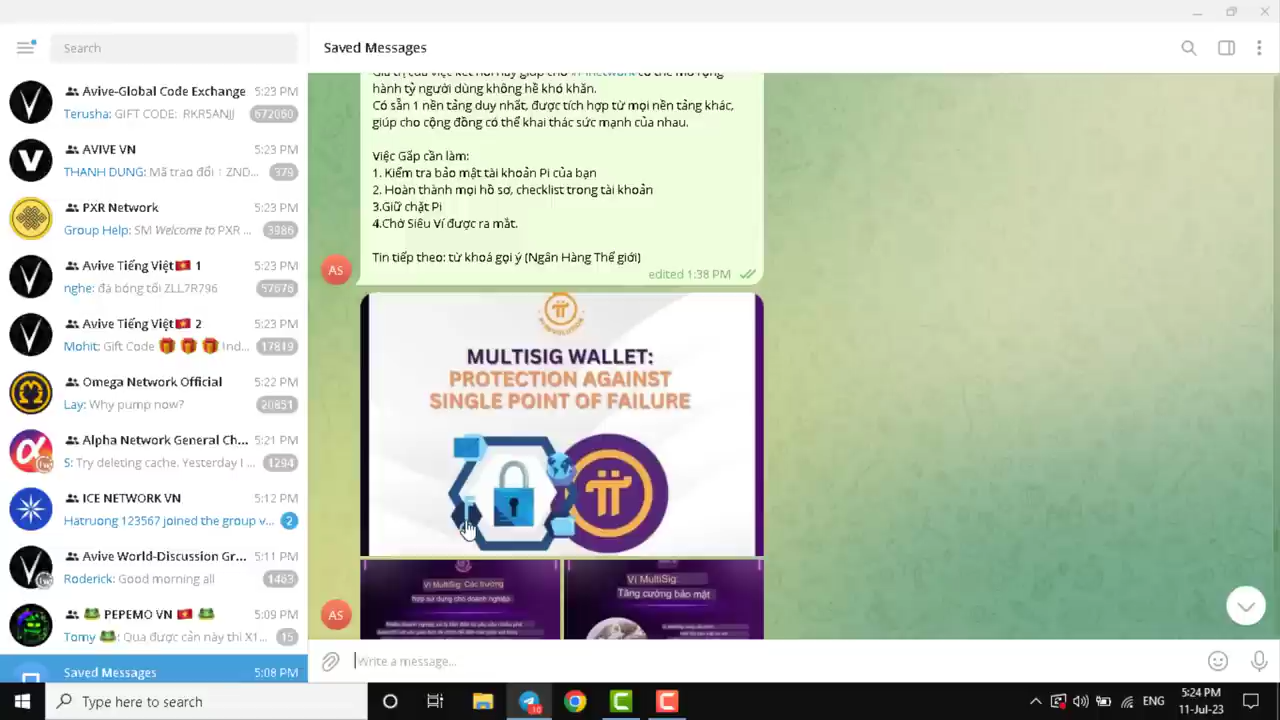 Search
Saved Messages
Avive-Global Code Exchange
5:23 PM
Terusha: GIFT CODE: RKR5ANJJ
672060
AVIVE VN
5:23 PM
THANH DUNG: Mã trao đổi : ZND...
379
PXR Network
5:23 PM
Group Help: SM Welcome to PXR ...
3986
Avive Tiếng Việt🇻🇳 1
5:23 PM
nghe: đá bóng tối ZLL7R796
57678
Avive Tiếng Việt🇻🇳 2
5:23 PM
Mohit: Gift Code 🎁 🎁 🎁 Ind...
17819
Omega Network Official
5:22 PM
Lay: Why pump now?
20851
Alpha Network General Ch...
5:21 PM
S: Try deleting cache. Yesterday I ...
1294
ICE NETWORK VN
5:12 PM
Hatruong 123567 joined the group v...
2
Avive World-Discussion Gr...
5:11 PM
Roderick: Good morning all
1463
🐸 PEPEMO VN 🇻🇳 🐸
5:09 PM
Tomy 🐸: Qua được cản này thì X1...
15
Saved Messages
5:08 PM
hành tỷ người dùng không hề khó khăn.
Có sẵn 1 nền tảng duy nhất, được tích hợp từ mọi nền tảng khác,
giúp cho cộng đồng có thể khai thác sức mạnh của nhau.
Việc Gấp cần làm:
1. Kiểm tra bảo mật tài khoản Pi của bạn
2. Hoàn thành mọi hồ sơ, checklist trong tài khoản
3.Giữ chặt Pi
4.Chờ Siêu Ví được ra mắt.
Tin tiếp theo: từ khoá gợi ý (Ngân Hàng Thế giới)
edited 1:38 PM
AS
MULTISIG WALLET:
PROTECTION AGAINST
SINGLE POINT OF FAILURE
Ví MultiSig: Các trường
hợp sử dụng cho doanh nghiệp
Ví MultiSig:
Tăng cường bảo mật
AS
Write a message...
Type here to search
10
ENG
5:24 PM
11-Jul-23